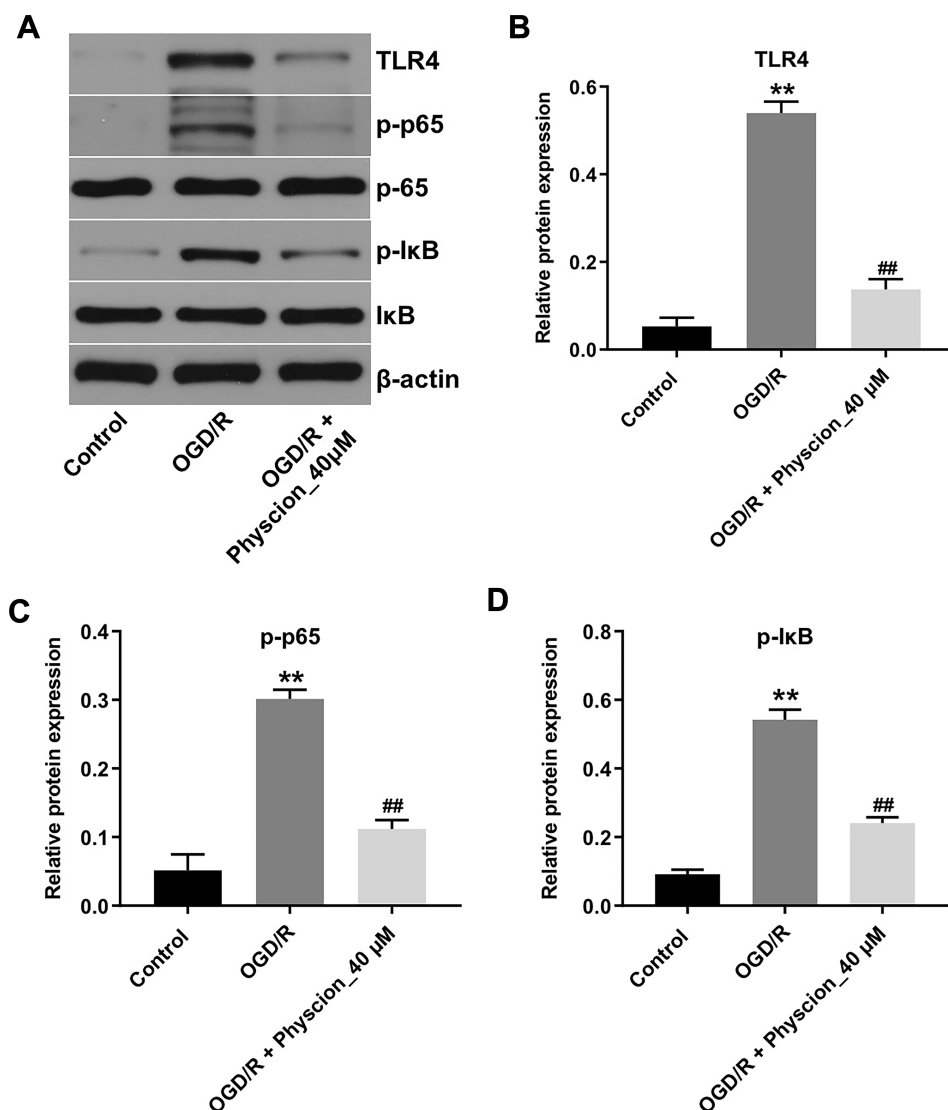 A
TLR4
p-p65
p-65
p-IκB
IκB
β-actin
Control
OGD/R
OGD/R +
Physcion_40μM
B
TLR4
Relative protein expression
0.6
0.4
0.2
0.0
**
##
Control
OGD/R
OGD/R + Physcion_40 μM
C
p-p65
Relative protein expression
0.4
0.3
0.2
0.1
0.0
**
##
Control
OGD/R
OGD/R + Physcion_40 μM
D
p-IκB
Relative protein expression
0.8
0.6
0.4
0.2
0.0
**
##
Control
OGD/R
OGD/R + Physcion_40 μM